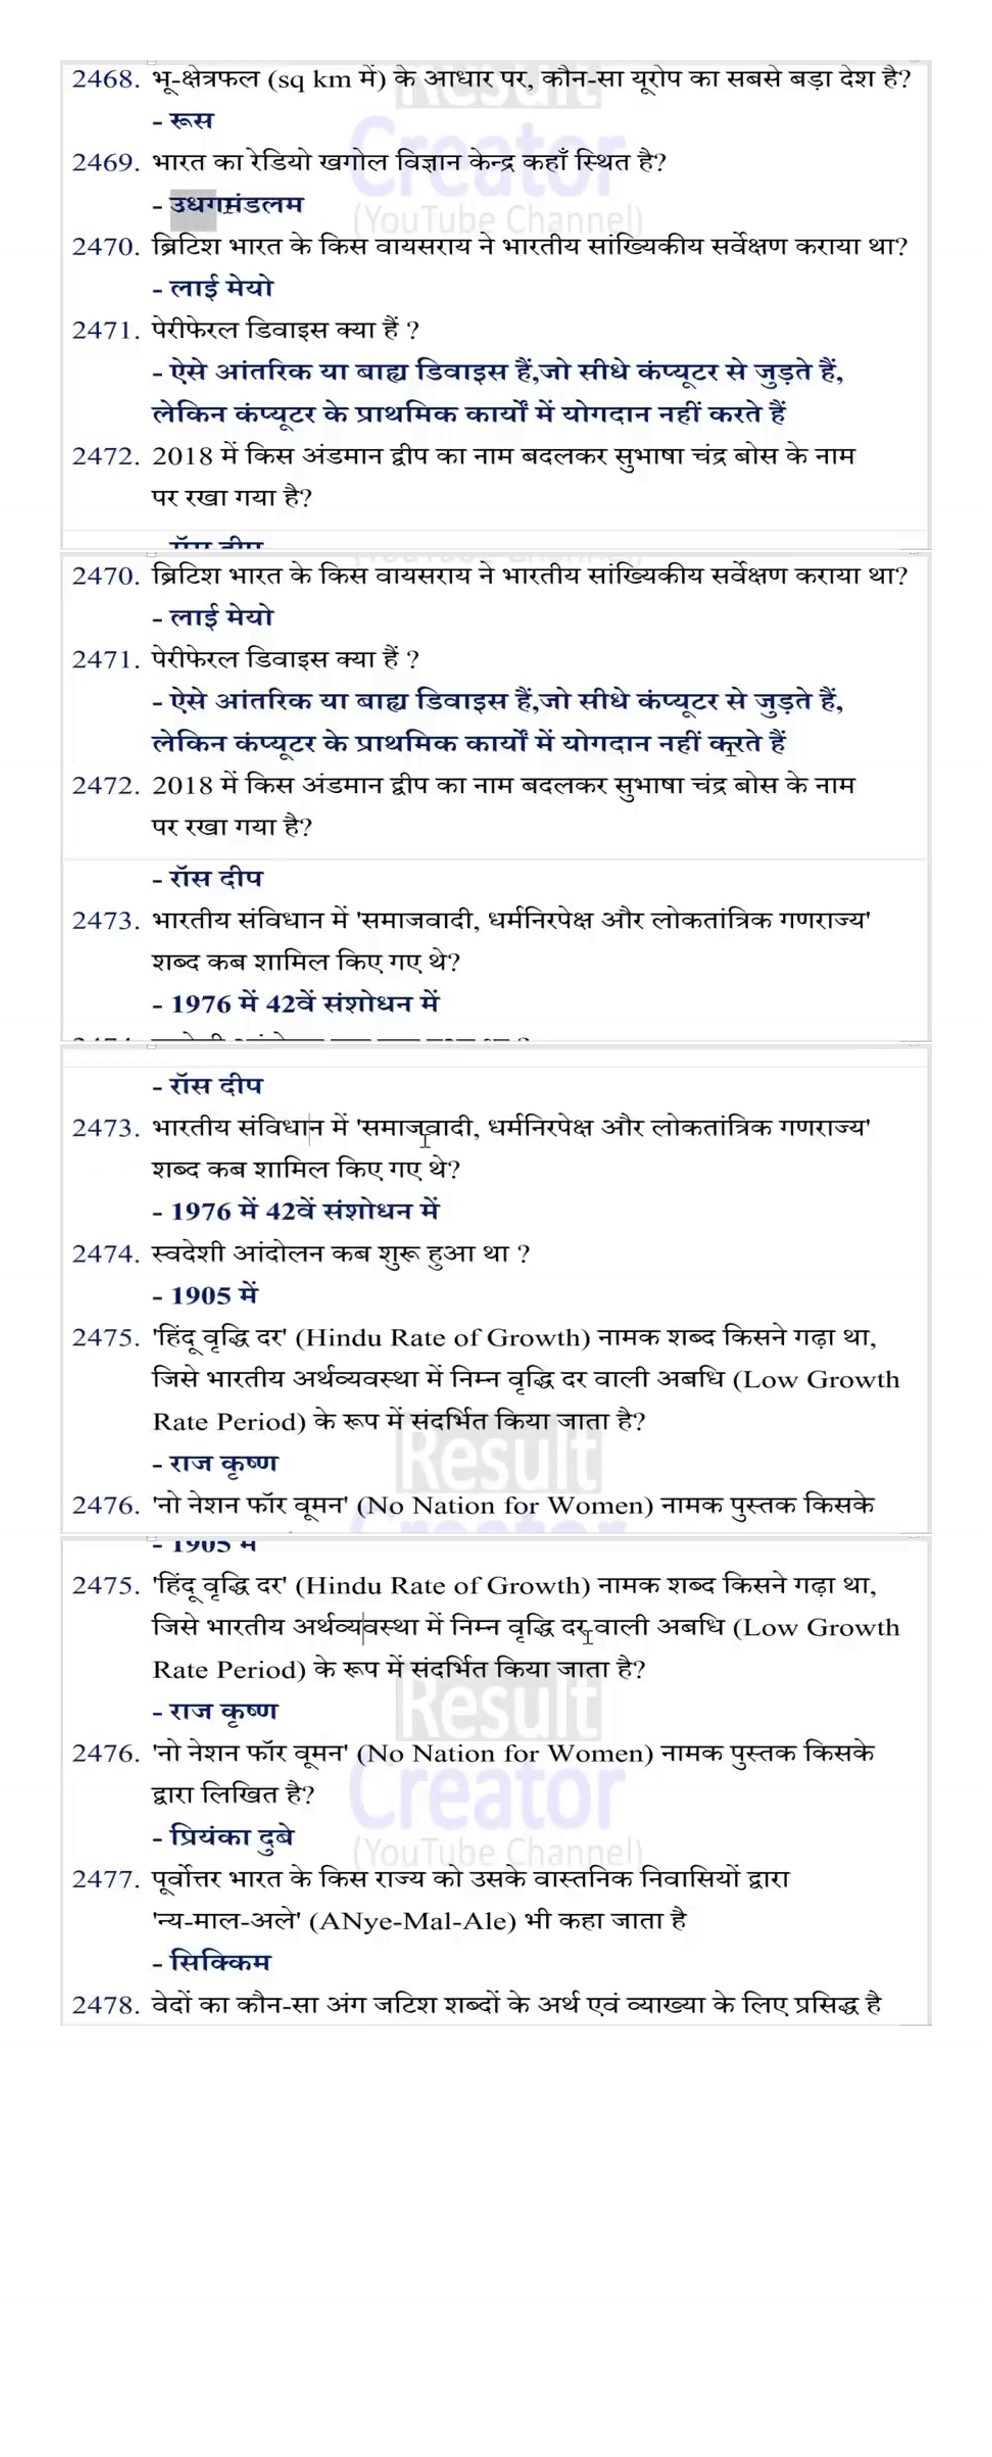 2468. भू-क्षेत्रफल (sq km में) के आधार पर, कौन-सा यूरोप का सबसे बड़ा देश है?
- रूस
2469. भारत का रेडियो खगोल विज्ञान केन्द्र कहाँ स्थित है?
- उधगमंडलम
2470. ब्रिटिश भारत के किस वायसराय ने भारतीय सांख्यिकीय सर्वेक्षण कराया था?
- लाई मेयो
2471. पेरीफेरल डिवाइस क्या हैं ?
- ऐसे आंतरिक या बाह्य डिवाइस हैं,जो सीधे कंप्यूटर से जुड़ते हैं,
लेकिन कंप्यूटर के प्राथमिक कार्यों में योगदान नहीं करते हैं
2472. 2018 में किस अंडमान द्वीप का नाम बदलकर सुभाषा चंद्र बोस के नाम
पर रखा गया है?
Result
Creator
(YouTube Channel)
2470. ब्रिटिश भारत के किस वायसराय ने भारतीय सांख्यिकीय सर्वेक्षण कराया था?
- लाई मेयो
2471. पेरीफेरल डिवाइस क्या हैं ?
- ऐसे आंतरिक या बाह्य डिवाइस हैं,जो सीधे कंप्यूटर से जुड़ते हैं,
लेकिन कंप्यूटर के प्राथमिक कार्यों में योगदान नहीं करते हैं
2472. 2018 में किस अंडमान द्वीप का नाम बदलकर सुभाषा चंद्र बोस के नाम
पर रखा गया है?
- रॉस दीप
2473. भारतीय संविधान में 'समाजवादी, धर्मनिरपेक्ष और लोकतांत्रिक गणराज्य'
शब्द कब शामिल किए गए थे?
- 1976 में 42वें संशोधन में
- रॉस दीप
2473. भारतीय संविधान में 'समाजवादी, धर्मनिरपेक्ष और लोकतांत्रिक गणराज्य'
शब्द कब शामिल किए गए थे?
- 1976 में 42वें संशोधन में
2474. स्वदेशी आंदोलन कब शुरू हुआ था ?
- 1905 में
2475. 'हिंदू वृद्धि दर' (Hindu Rate of Growth) नामक शब्द किसने गढ़ा था,
जिसे भारतीय अर्थव्यवस्था में निम्न वृद्धि दर वाली अबधि (Low Growth
Rate Period) के रूप में संदर्भित किया जाता है?
- राज कृष्ण
2476. 'नो नेशन फॉर वूमन' (No Nation for Women) नामक पुस्तक किसके
Result
- 1905 में
2475. 'हिंदू वृद्धि दर' (Hindu Rate of Growth) नामक शब्द किसने गढ़ा था,
जिसे भारतीय अर्थव्यवस्था में निम्न वृद्धि दर वाली अबधि (Low Growth
Rate Period) के रूप में संदर्भित किया जाता है?
- राज कृष्ण
2476. 'नो नेशन फॉर वूमन' (No Nation for Women) नामक पुस्तक किसके
द्वारा लिखित है?
- प्रियंका दुबे
2477. पूर्वोत्तर भारत के किस राज्य को उसके वास्तनिक निवासियों द्वारा
'न्य-माल-अले' (ANye-Mal-Ale) भी कहा जाता है
- सिक्किम
2478. वेदों का कौन-सा अंग जटिश शब्दों के अर्थ एवं व्याख्या के लिए प्रसिद्ध है
Result
Creator
(YouTube Channel)